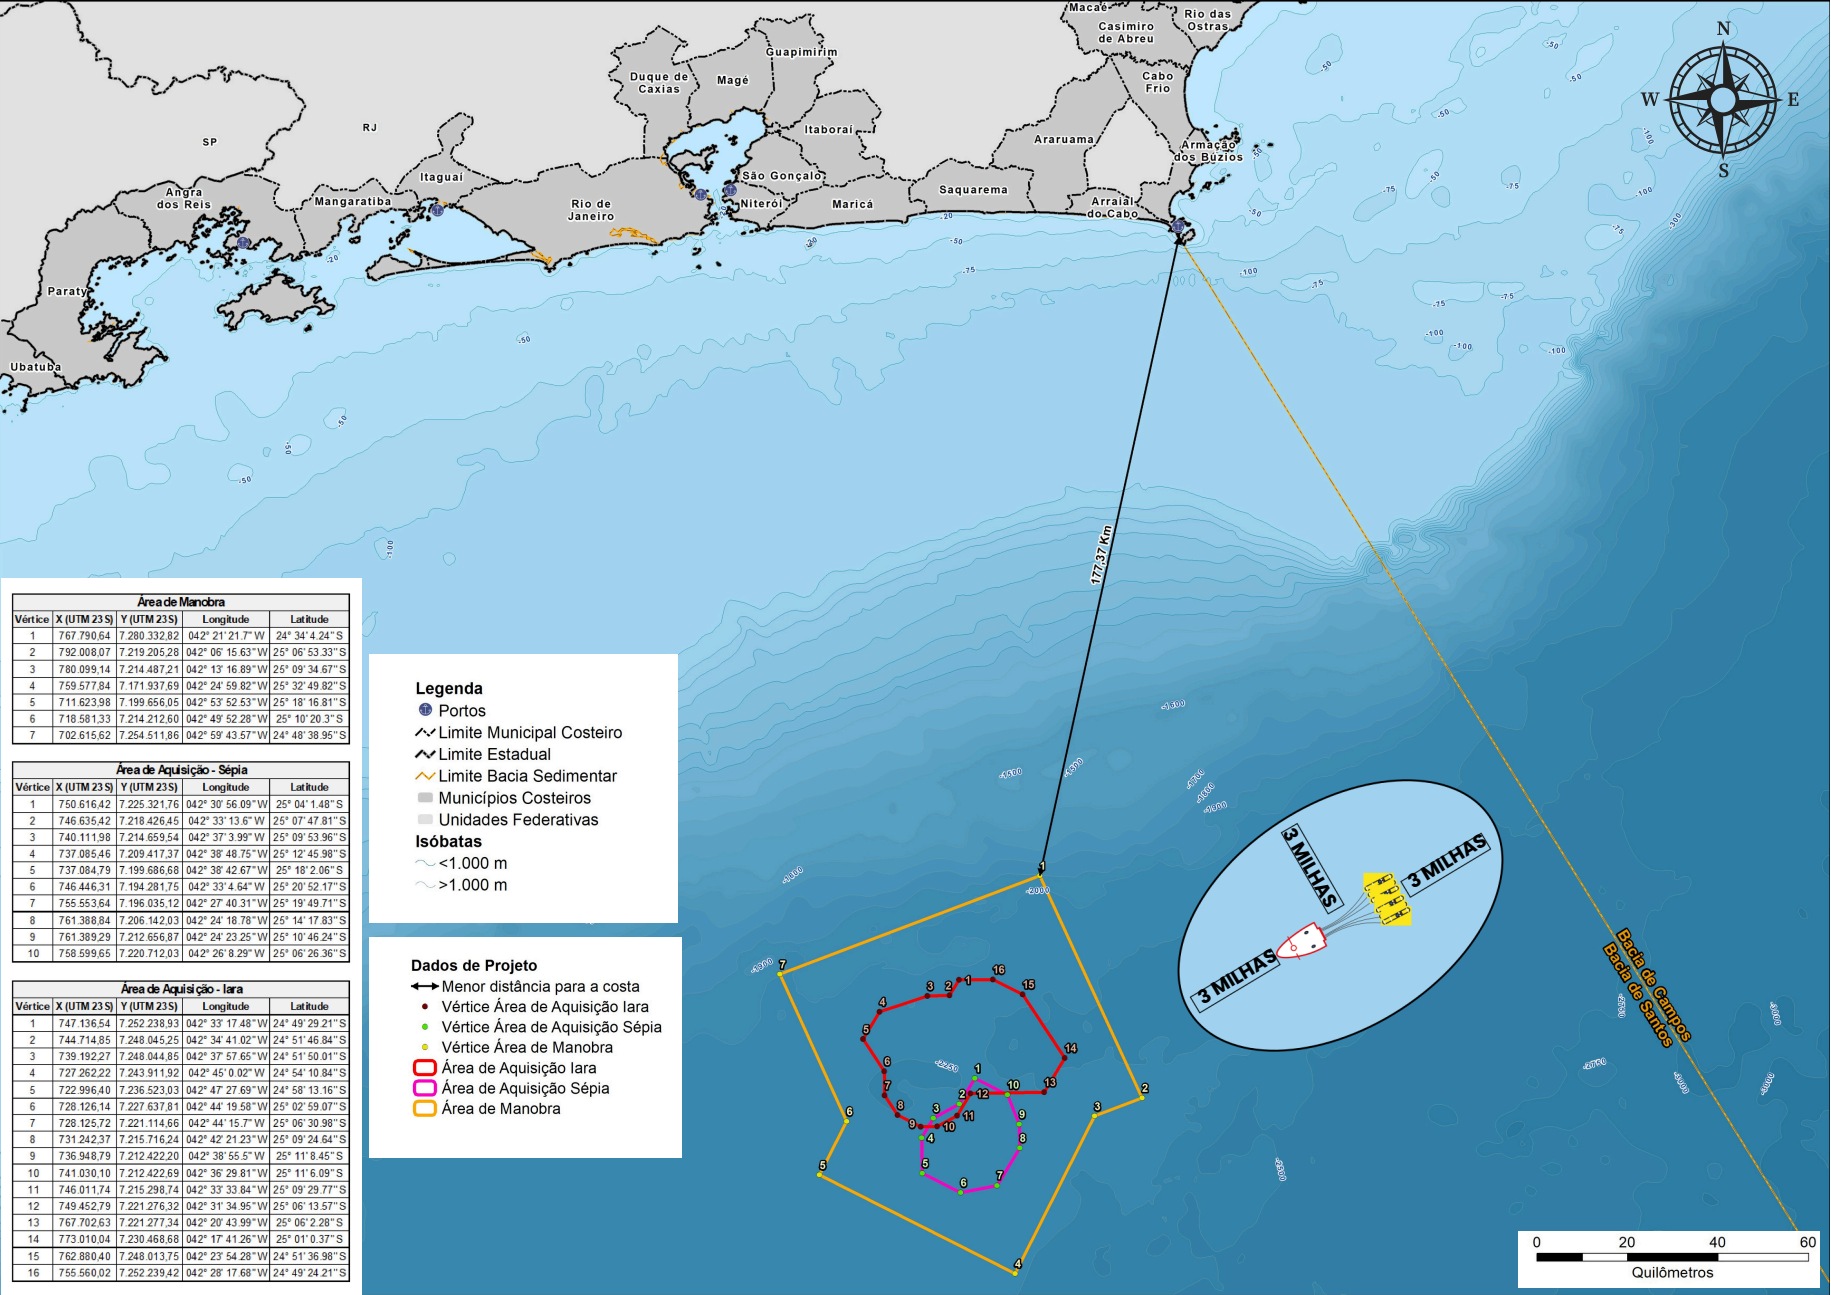 Macaé
Rio das
Ostras
Casimiro
de Abreu
Guapimirim
Duque de
Caxias
Magé
Cabo
Frio
N
W
E
S
SP
RJ
Itaboraí
Araruama
Armação
dos Búzios
Itaguaí
São Gonçalo
Angra
dos Reis
Mangaratiba
Rio de
Janeiro
Niterói
Maricá
Saquarema
Arraial
do Cabo
Paraty
Ubatuba
177,37 Km
Área de Manobra
Vértice X (UTM 23 S) Y (UTM 23 S) Longitude Latitude
1 767.790,64 7.280.332,82 042° 21' 21.7" W 24° 34' 4.24" S
2 792.008,07 7.219.205,28 042° 06' 15.63" W 25° 06' 53.33" S
3 780.099,14 7.214.487,21 042° 13' 16.89" W 25° 09' 34.67" S
4 759.577,84 7.171.937,69 042° 24' 59.82" W 25° 32' 49.82" S
5 711.623,98 7.199.656,05 042° 53' 52.53" W 25° 18' 16.81" S
6 718.581,33 7.214.212,60 042° 49' 52.28" W 25° 10' 20.3" S
7 702.615,62 7.254.511,86 042° 59' 43.57" W 24° 48' 38.95" S
Área de Aquisição - Sépia
Vértice X (UTM 23 S) Y (UTM 23 S) Longitude Latitude
1 750.616,42 7.225.321,76 042° 30' 56.09" W 25° 04' 1.48" S
2 746.635,42 7.218.426,45 042° 33' 13.6" W 25° 07' 47.81" S
3 740.111,98 7.214.659,54 042° 37' 3.99" W 25° 09' 53.96" S
4 737.085,46 7.209.417,37 042° 38' 48.75" W 25° 12' 45.98" S
5 737.084,79 7.199.686,68 042° 38' 42.67" W 25° 18' 2.06" S
6 746.446,31 7.194.281,75 042° 33' 4.64" W 25° 20' 52.17" S
7 755.553,64 7.196.035,12 042° 27' 40.31" W 25° 19' 49.71" S
8 761.388,84 7.206.142,03 042° 24' 18.78" W 25° 14' 17.83" S
9 761.389,29 7.212.656,87 042° 24' 23.25" W 25° 10' 46.24" S
10 758.599,65 7.220.712,03 042° 26' 8.29" W 25° 06' 26.36" S
Área de Aquisição - Iara
Vértice X (UTM 23 S) Y (UTM 23 S) Longitude Latitude
1 747.136,54 7.252.238,93 042° 33' 17.48" W 24° 49' 29.21" S
2 744.714,85 7.248.045,25 042° 34' 41.02" W 24° 51' 46.84" S
3 739.192,27 7.248.044,85 042° 37' 57.65" W 24° 51' 50.01" S
4 727.262,22 7.243.911,92 042° 45' 0.02" W 24° 54' 10.84" S
5 722.996,40 7.236.523,03 042° 47' 27.69" W 24° 58' 13.16" S
6 728.126,14 7.227.637,81 042° 44' 19.58" W 25° 02' 59.07" S
7 728.125,72 7.221.114,66 042° 44' 15.7" W 25° 06' 30.98" S
8 731.242,37 7.215.716,24 042° 42' 21.23" W 25° 09' 24.64" S
9 736.948,79 7.212.422,20 042° 38' 55.5" W 25° 11' 8.45" S
10 741.030,10 7.212.422,69 042° 36' 29.81" W 25° 11' 6.09" S
11 746.011,74 7.215.298,74 042° 33' 33.84" W 25° 09' 29.77" S
12 749.452,79 7.221.276,32 042° 31' 34.95" W 25° 06' 13.57" S
13 767.702,63 7.221.277,34 042° 20' 43.99" W 25° 06' 2.28" S
14 773.010,04 7.230.468,68 042° 17' 41.26" W 25° 01' 0.37" S
15 762.880,40 7.248.013,75 042° 23' 54.28" W 24° 51' 36.98" S
16 755.560,02 7.252.239,42 042° 28' 17.68" W 24° 49' 24.21" S
Legenda
Portos
Limite Municipal Costeiro
Limite Estadual
Limite Bacia Sedimentar
Municípios Costeiros
Unidades Federativas
Isóbatas
<1.000 m
>1.000 m
Dados de Projeto
Menor distância para a costa
Vértice Área de Aquisição Iara
Vértice Área de Aquisição Sépia
Vértice Área de Manobra
Área de Aquisição Iara
Área de Aquisição Sépia
Área de Manobra
3 MILHAS
3 MILHAS
3 MILHAS
Bacia de Campos
Bacia de Santos
0 20 40 60
Quilômetros